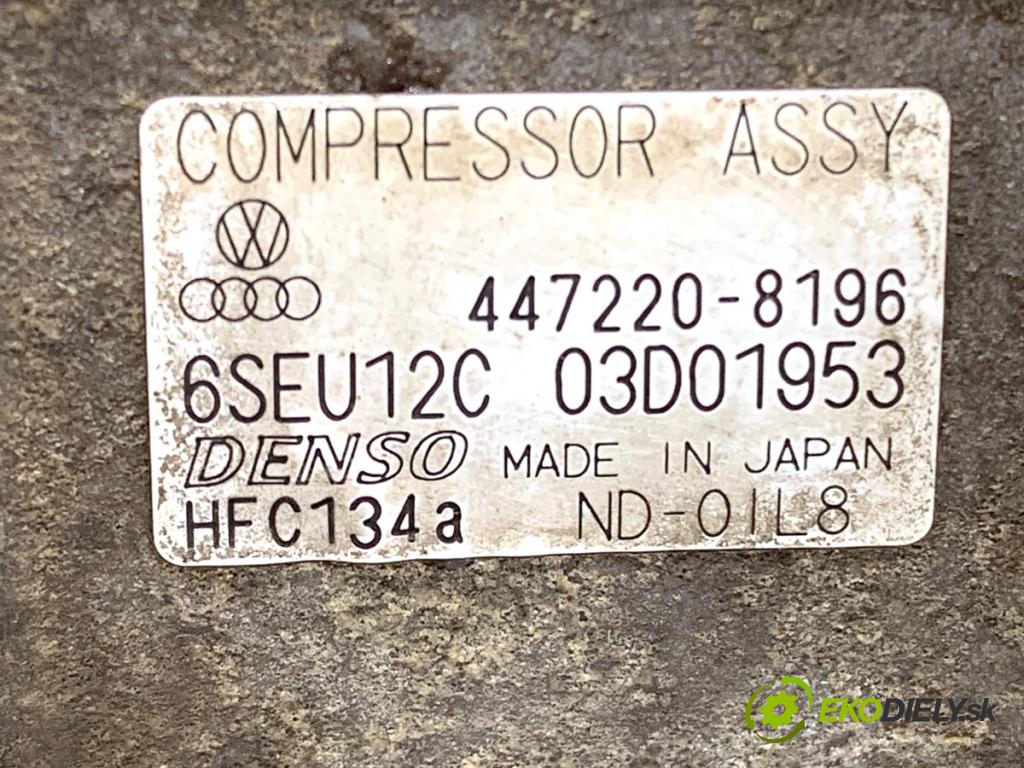 COMPRESSOR ASSY
447220-8196
6SEU12C 03D01953
DENSO MADE IN JAPAN
HFC134a ND-OIL8
EKODIELY.sk